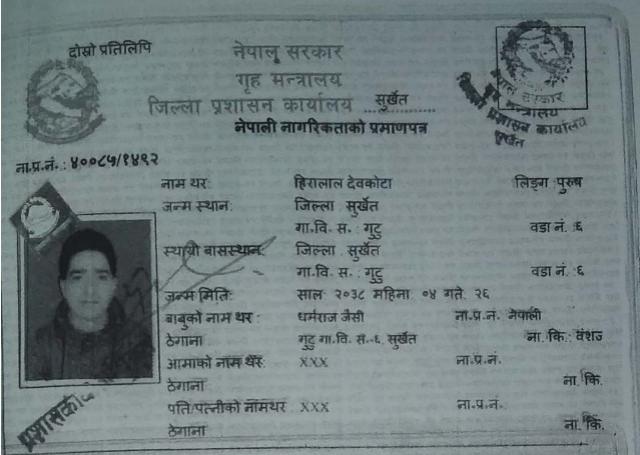 दोस्रो प्रतिलिपि
नेपाल सरकार
गृह मन्त्रालय
जिल्ला प्रशासन कार्यालय सुर्खेत
नेपाली नागरिकताको प्रमाणपत्र
नेपाल सरकार
गृह मन्त्रालय
जिल्ला प्रशासन कार्यालय
सुर्खेत
ना.प्र.नं. : ४००८५/१४९२
नाम थर: हिरालाल देवकोटा लिङ्ग: पुरुष
जन्म स्थान: जिल्ला : सुर्खेत
गा.वि. स. : गुटु वडा नं. :६
स्थायी बासस्थान: जिल्ला : सुर्खेत
गा.वि. स. : गुटु वडा नं. :६
जन्म मिति: साल: २०३८ महिना: ०४ गते: २६
बाबुको नाम थर : धर्मराज जैसी ना.प्र.नं. नेपाली
ठेगाना गुटु गा.वि. स.-६, सुर्खेत ना. कि.: वंशज
आमाको नाम थर: XXX ना.प्र.नं.
ठेगाना ना. कि.
पति/पत्नीको नामथर: XXX ना.प्र.नं.
ठेगाना ना. कि.